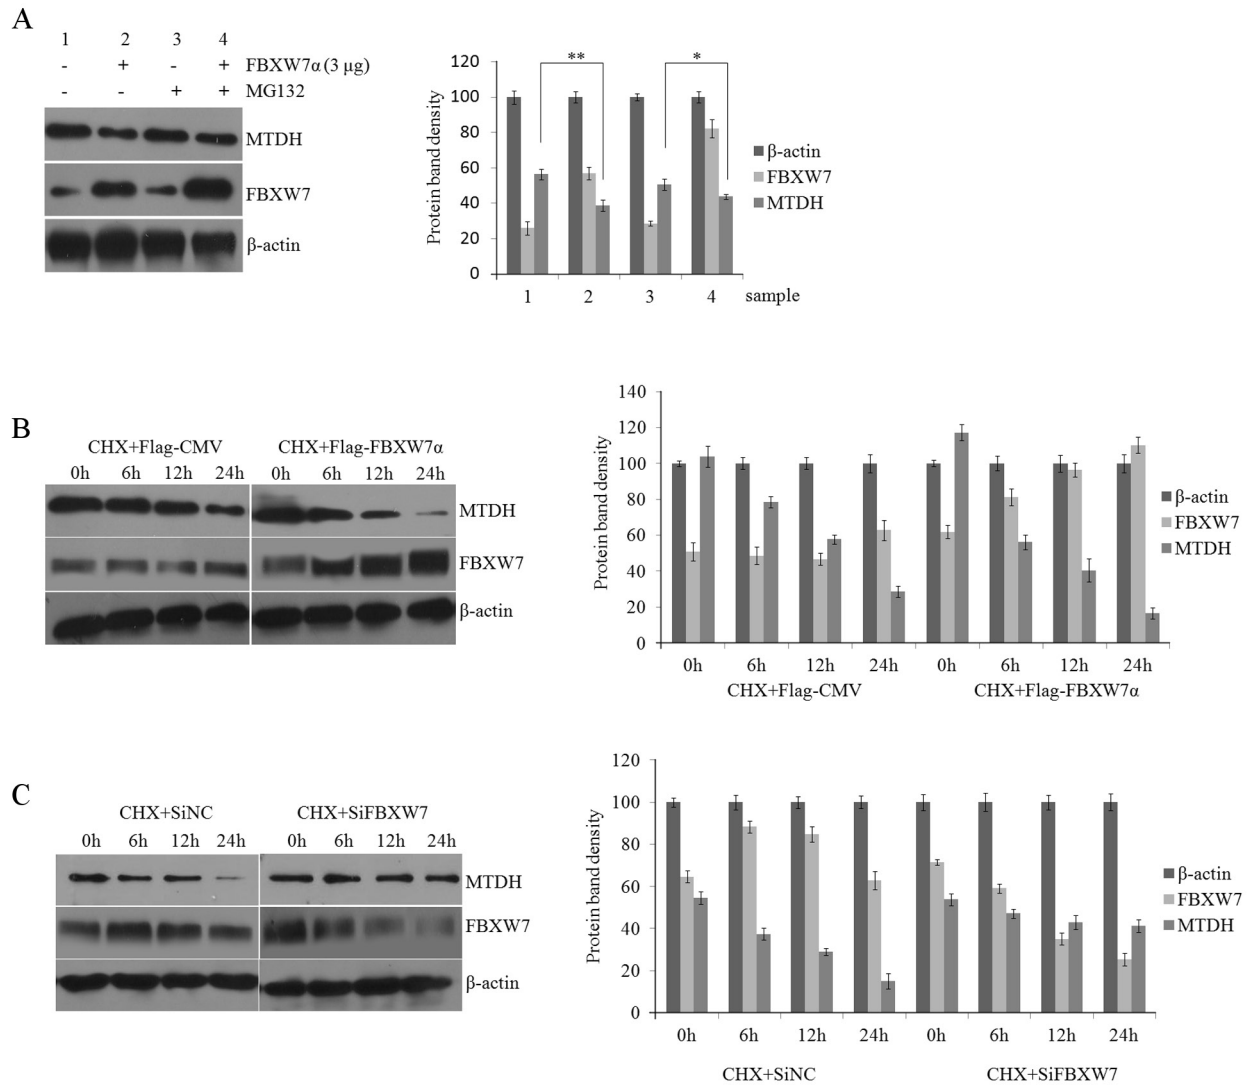 A
1 2 3 4
- + - + FBXW7α (3 μg)
- - + + MG132
MTDH
FBXW7
β-actin
Protein band density
120
100
80
60
40
20
0
** *
β-actin
FBXW7
MTDH
1 2 3 4 sample
B
CHX+Flag-CMV CHX+Flag-FBXW7α
0h 6h 12h 24h 0h 6h 12h 24h
MTDH
FBXW7
β-actin
Protein band density
140
120
100
80
60
40
20
0
β-actin
FBXW7
MTDH
0h 6h 12h 24h 0h 6h 12h 24h
CHX+Flag-CMV CHX+Flag-FBXW7α
C
CHX+SiNC CHX+SiFBXW7
0h 6h 12h 24h 0h 6h 12h 24h
MTDH
FBXW7
β-actin
Protein band density
120
100
80
60
40
20
0
β-actin
FBXW7
MTDH
0h 6h 12h 24h 0h 6h 12h 24h
CHX+SiNC CHX+SiFBXW7